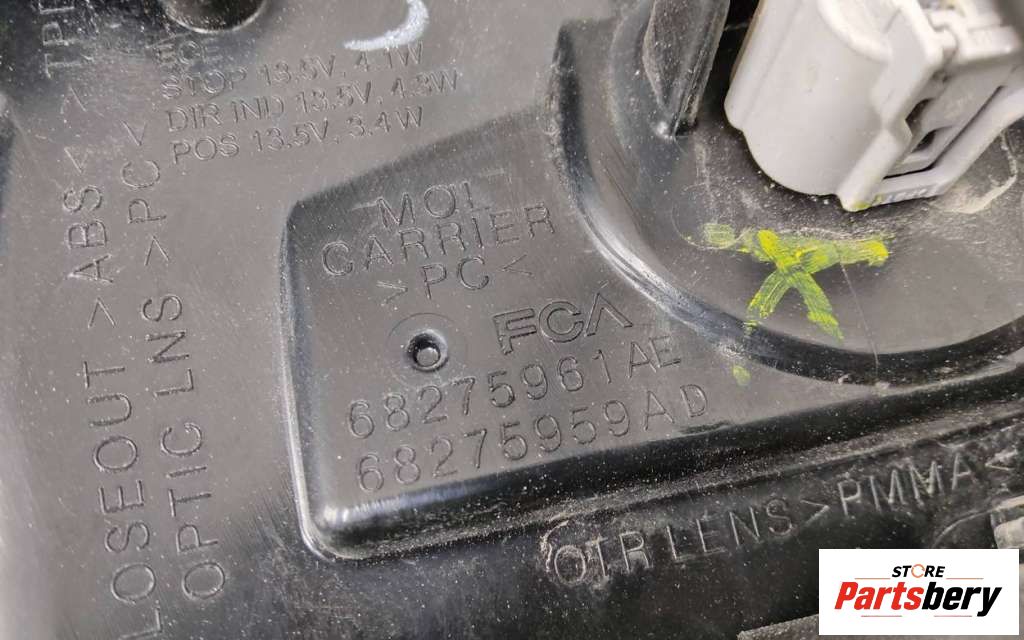 STOP 13.5V, 4.1W
DIR IND 13.5V, 4.3W
POS 13.5V, 3.4W
MOL
CARRIER
>PC<
FCA
68275961AE
68275959AD
LOSEOUT >ABS<
OPTIC LNS >PC<
OTR LENS >PMMA<
STORE
Partsbery